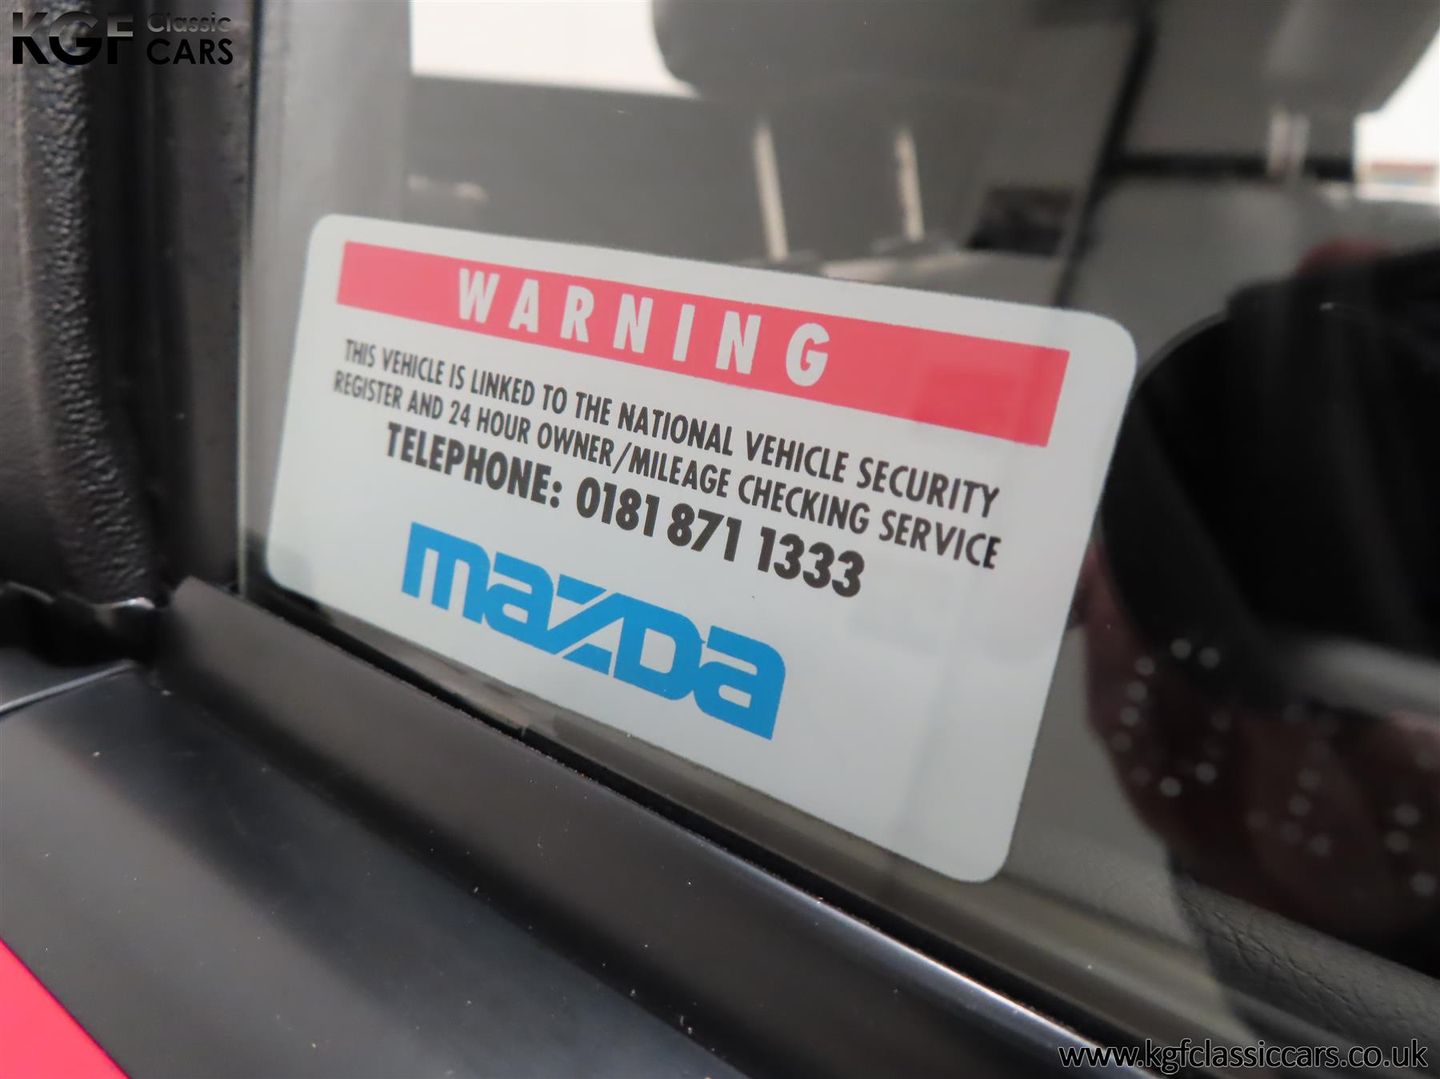 KGF Classic CARS
WARNING
THIS VEHICLE IS LINKED TO THE NATIONAL VEHICLE SECURITY
REGISTER AND 24 HOUR OWNER/MILEAGE CHECKING SERVICE
TELEPHONE: 0181 871 1333
mazda
www.kgfclassiccars.co.uk